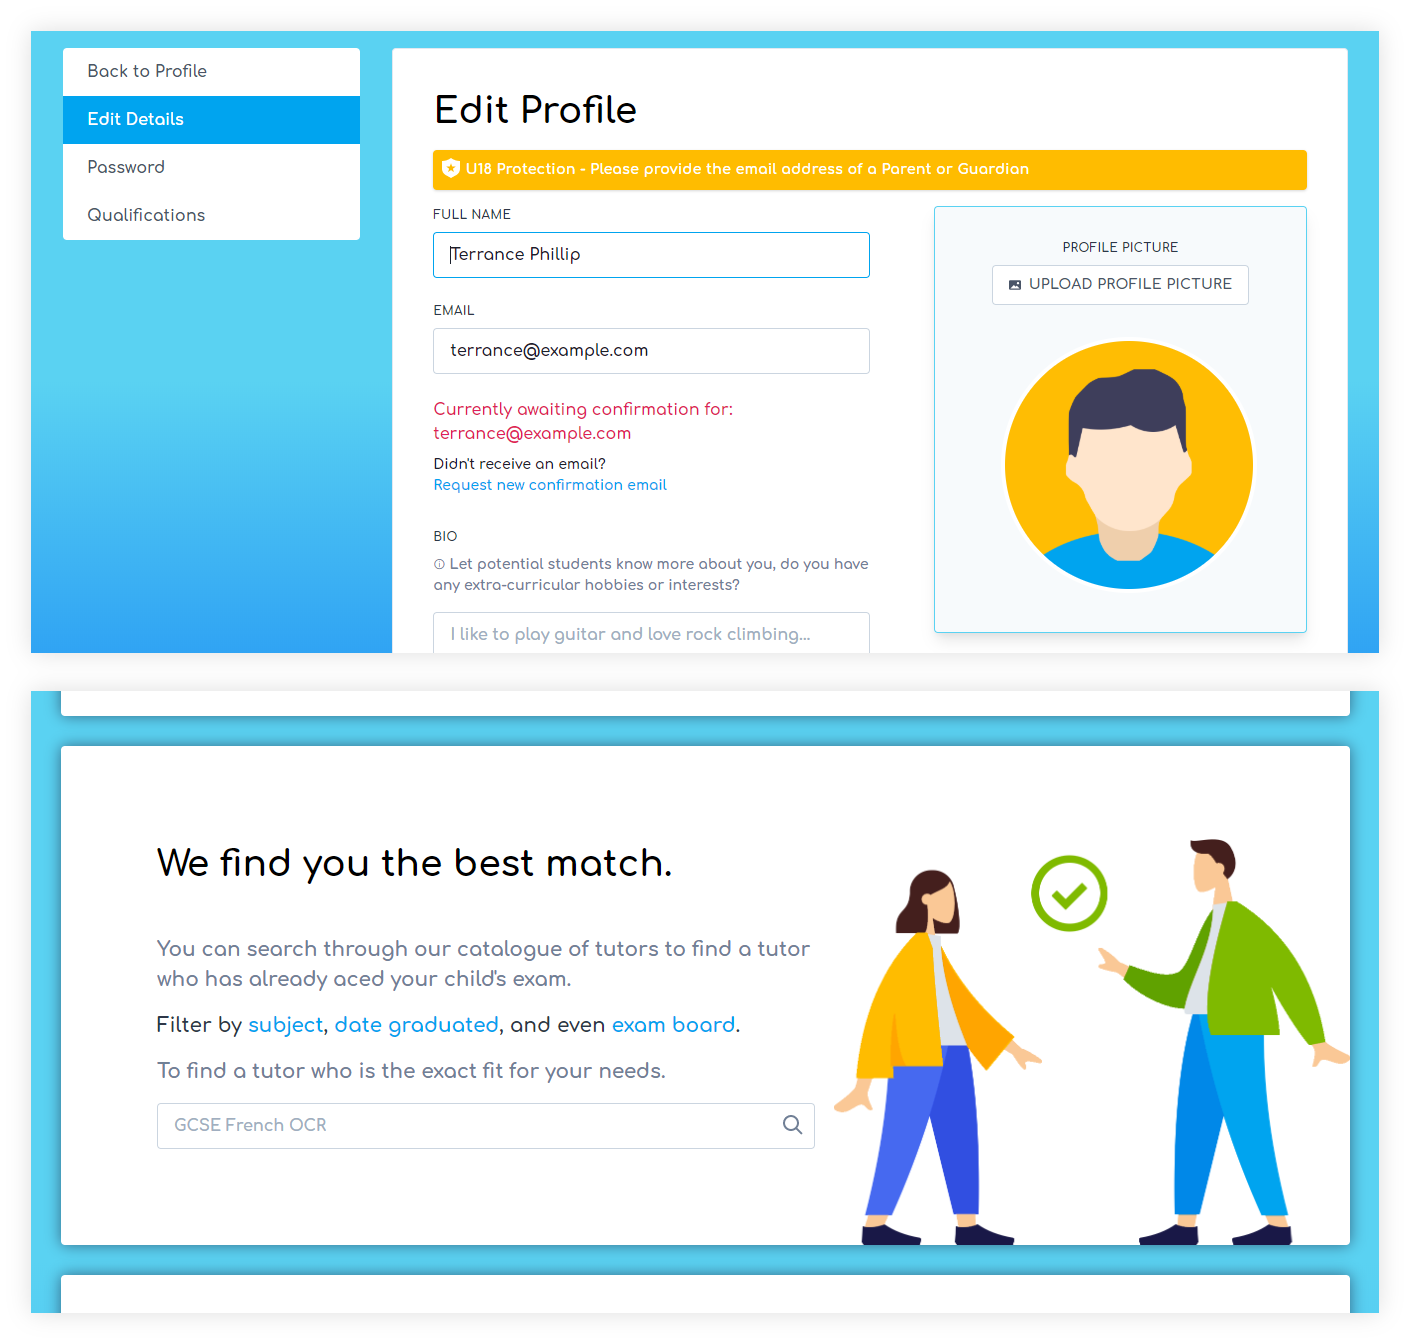 Back to Profile
Edit Details
Password
Qualifications
Edit Profile
U18 Protection - Please provide the email address of a Parent or Guardian
FULL NAME
Terrance Phillip
EMAIL
terrance@example.com
Currently awaiting confirmation for:
terrance@example.com
Didn't receive an email?
Request new confirmation email
BIO
Let potential students know more about you, do you have
any extra-curricular hobbies or interests?
I like to play guitar and love rock climbing...
PROFILE PICTURE
UPLOAD PROFILE PICTURE
We find you the best match.
You can search through our catalogue of tutors to find a tutor
who has already aced your child's exam.
Filter by subject, date graduated, and even exam board.
To find a tutor who is the exact fit for your needs.
GCSE French OCR